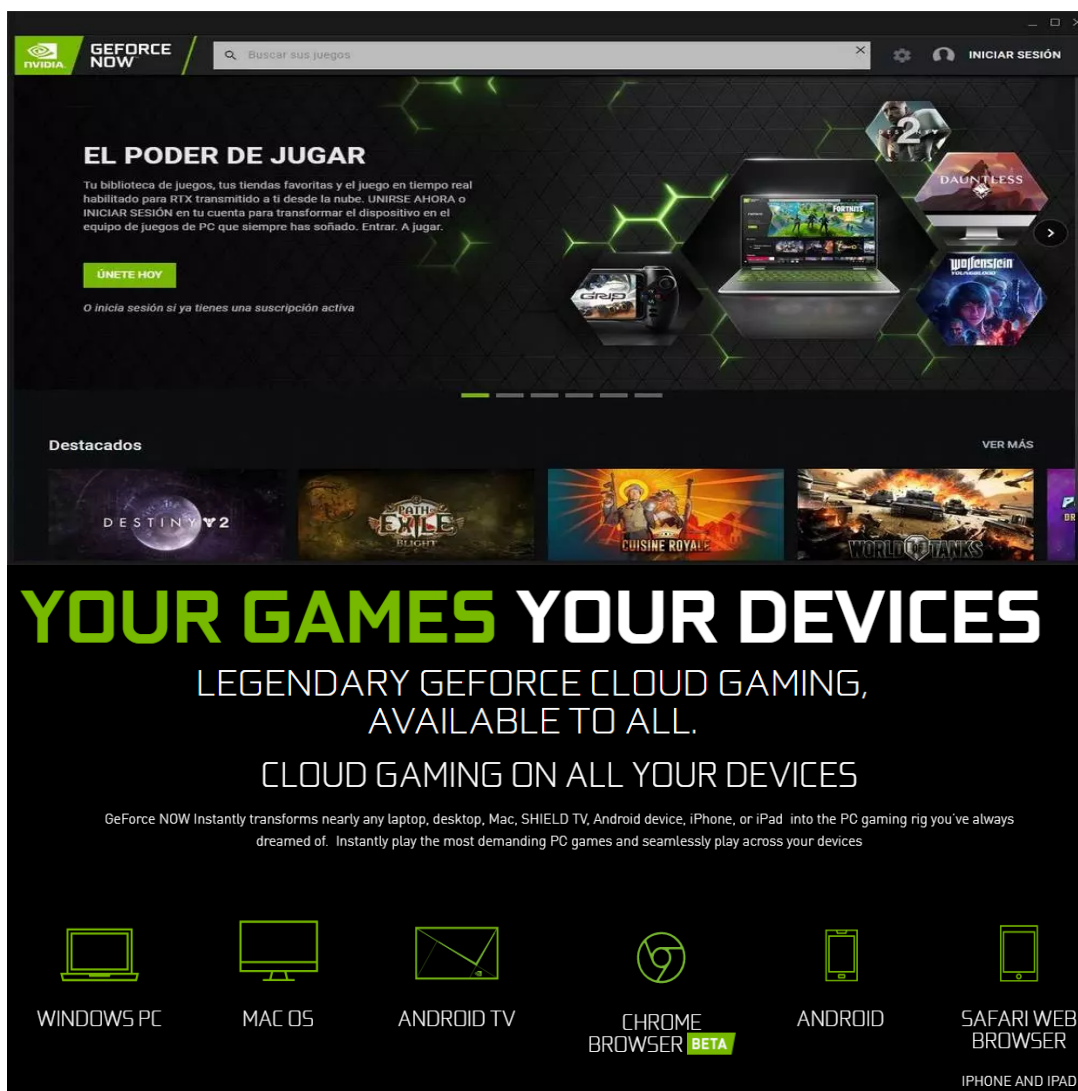 NVIDIA
GEFORCE
NOW
Buscar sus juegos
INICIAR SESIÓN
EL PODER DE JUGAR
Tu biblioteca de juegos, tus tiendas favoritas y el juego en tiempo real
habilitado para RTX transmitido a ti desde la nube. UNIRSE AHORA o
INICIAR SESIÓN en tu cuenta para transformar el dispositivo en el
equipo de juegos de PC que siempre has soñado. Entrar. A jugar.
ÚNETE HOY
O inicia sesión si ya tienes una suscripción activa
DESTINY 2
DAUNTLESS
FORTNITE
GRID
Wolfenstein
YOUNGBLOOD
Destacados
VER MÁS
DESTINY 2
PATH OF
EXILE
BLIGHT
CUISINE ROYALE
WORLD OF TANKS
YOUR GAMES YOUR DEVICES
LEGENDARY GEFORCE CLOUD GAMING,
AVAILABLE TO ALL.
CLOUD GAMING ON ALL YOUR DEVICES
GeForce NOW Instantly transforms nearly any laptop, desktop, Mac, SHIELD TV, Android device, iPhone, or iPad into the PC gaming rig you've always
dreamed of. Instantly play the most demanding PC games and seamlessly play across your devices
WINDOWS PC
MAC OS
ANDROID TV
CHROME
BROWSER BETA
ANDROID
SAFARI WEB
BROWSER
IPHONE AND IPAD